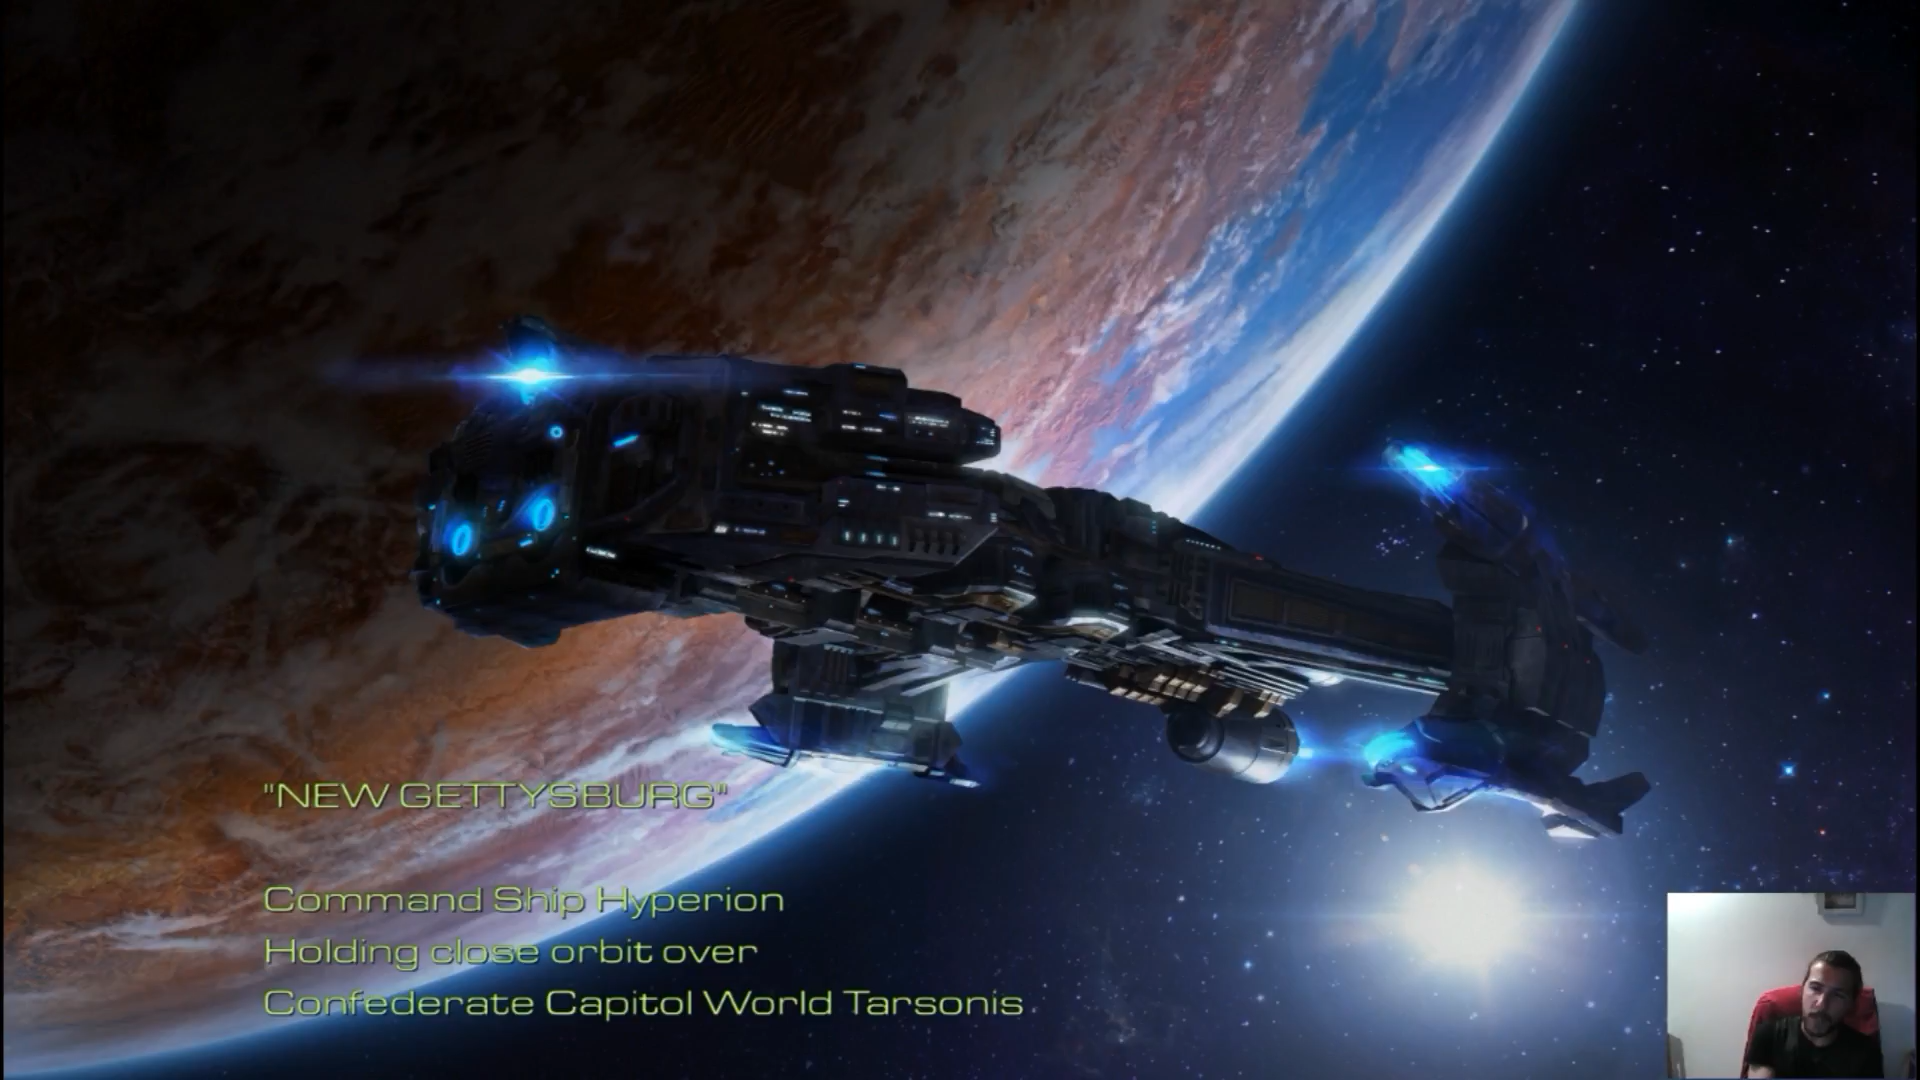 "NEW GETTYSBURG"
Command Ship Hyperion
Holding close orbit over
Confederate Capitol World Tarsonis